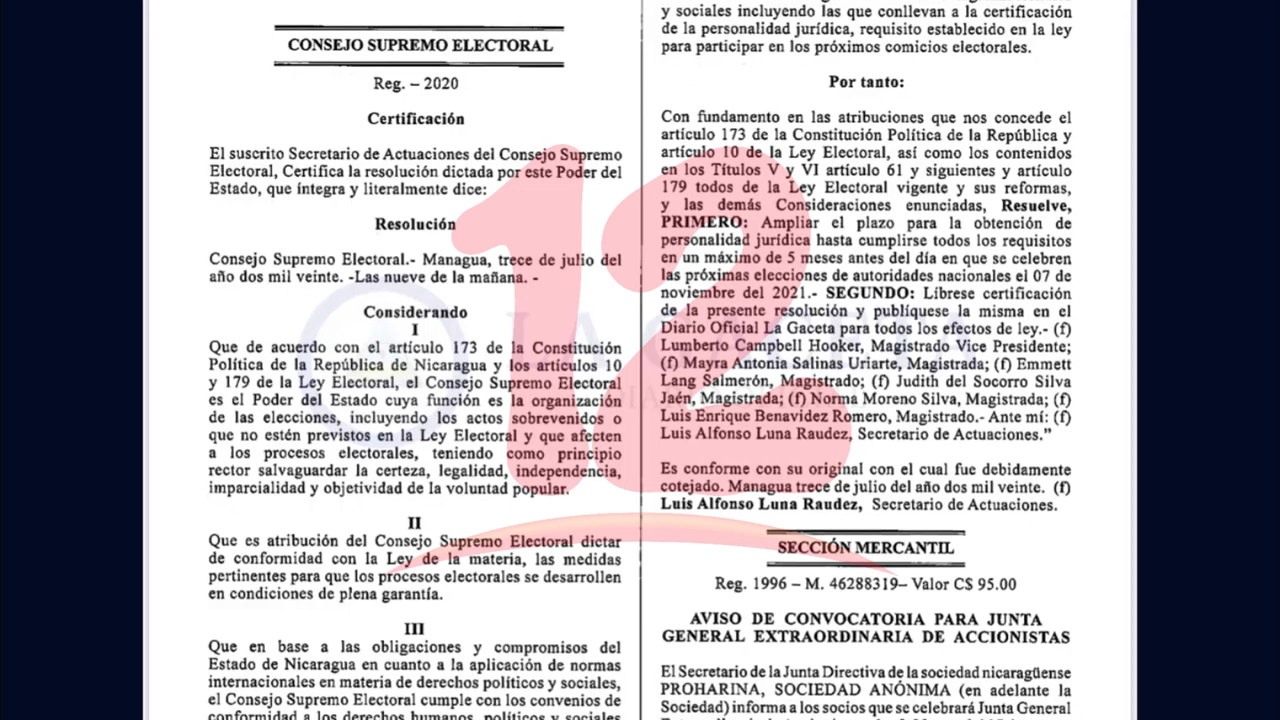 CONSEJO SUPREMO ELECTORAL
Reg. – 2020
Certificación
El suscrito Secretario de Actuaciones del Consejo Supremo
Electoral, Certifica la resolución dictada por este Poder del
Estado, que íntegra y literalmente dice:
Resolución
Consejo Supremo Electoral.- Managua, trece de julio del
año dos mil veinte. -Las nueve de la mañana. -
Considerando
I
Que de acuerdo con el artículo 173 de la Constitución
Política de la República de Nicaragua y los artículos 10
y 179 de la Ley Electoral, el Consejo Supremo Electoral
es el Poder del Estado cuya función es la organización
de las elecciones, incluyendo los actos sobrevenidos o
que no estén previstos en la Ley Electoral y que afecten
a los procesos electorales, teniendo como principio
rector salvaguardar la certeza, legalidad, independencia,
imparcialidad y objetividad de la voluntad popular.
II
Que es atribución del Consejo Supremo Electoral dictar
de conformidad con la Ley de la materia, las medidas
pertinentes para que los procesos electorales se desarrollen
en condiciones de plena garantía.
III
Que en base a las obligaciones y compromisos del
Estado de Nicaragua en cuanto a la aplicación de normas
internacionales en materia de derechos políticos y sociales,
el Consejo Supremo Electoral cumple con los convenios de
conformidad a los derechos humanos, políticos y sociales
y sociales incluyendo las que conllevan a la certificación
de la personalidad jurídica, requisito establecido en la ley
para participar en los próximos comicios electorales.
Por tanto:
Con fundamento en las atribuciones que nos concede el
artículo 173 de la Constitución Política de la República y
artículo 10 de la Ley Electoral, así como los contenidos
en los Títulos V y VI artículo 61 y siguientes y artículo
179 todos de la Ley Electoral vigente y sus reformas,
y las demás Consideraciones enunciadas, Resuelve,
PRIMERO: Ampliar el plazo para la obtención de
personalidad jurídica hasta cumplirse todos los requisitos
en un máximo de 5 meses antes del día en que se celebren
las próximas elecciones de autoridades nacionales el 07 de
noviembre del 2021.- SEGUNDO: Líbrese certificación
de la presente resolución y publíquese la misma en el
Diario Oficial La Gaceta para todos los efectos de ley.- (f)
Lumberto Campbell Hooker, Magistrado Vice Presidente;
(f) Mayra Antonia Salinas Uriarte, Magistrada; (f) Emmett
Lang Salmerón, Magistrado; (f) Judith del Socorro Silva
Jaén, Magistrada; (f) Norma Moreno Silva, Magistrada; (f)
Luis Enrique Benavidez Romero, Magistrado.- Ante mí: (f)
Luis Alfonso Luna Raudez, Secretario de Actuaciones."
Es conforme con su original con el cual fue debidamente
cotejado. Managua trece de julio del año dos mil veinte. (f)
Luis Alfonso Luna Raudez, Secretario de Actuaciones.
SECCIÓN MERCANTIL
Reg. 1996 – M. 46288319– Valor C$ 95.00
AVISO DE CONVOCATORIA PARA JUNTA
GENERAL EXTRAORDINARIA DE ACCIONISTAS
El Secretario de la Junta Directiva de la sociedad nicaragüense
PROHARINA, SOCIEDAD ANÓNIMA (en adelante la
Sociedad) informa a los socios que se celebrará Junta General
12
LA GACETA